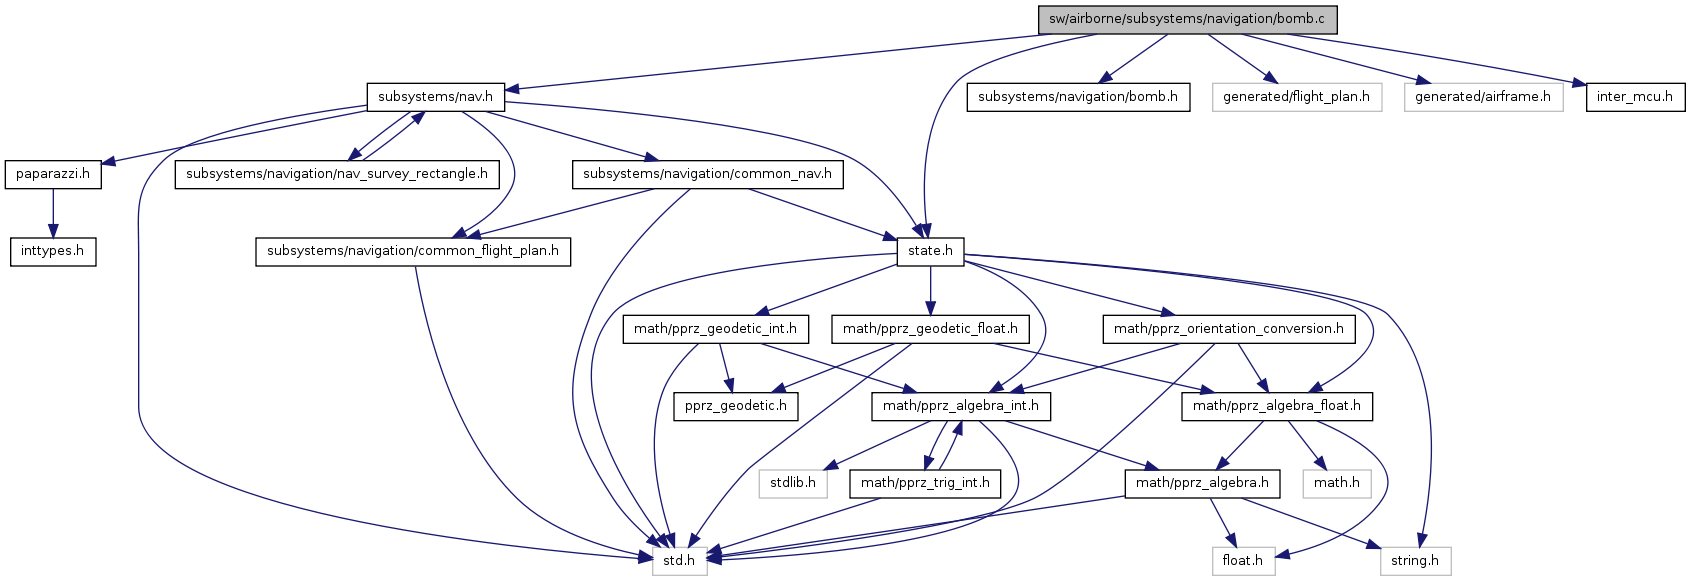 sw/airborne/subsystems/navigation/bomb.c
subsystems/nav.h
subsystems/navigation/bomb.h
generated/flight_plan.h
generated/airframe.h
inter_mcu.h
paparazzi.h
subsystems/navigation/nav_survey_rectangle.h
subsystems/navigation/common_nav.h
inttypes.h
subsystems/navigation/common_flight_plan.h
state.h
math/pprz_geodetic_int.h
math/pprz_geodetic_float.h
math/pprz_orientation_conversion.h
pprz_geodetic.h
math/pprz_algebra_int.h
math/pprz_algebra_float.h
stdlib.h
math/pprz_trig_int.h
math/pprz_algebra.h
math.h
std.h
float.h
string.h